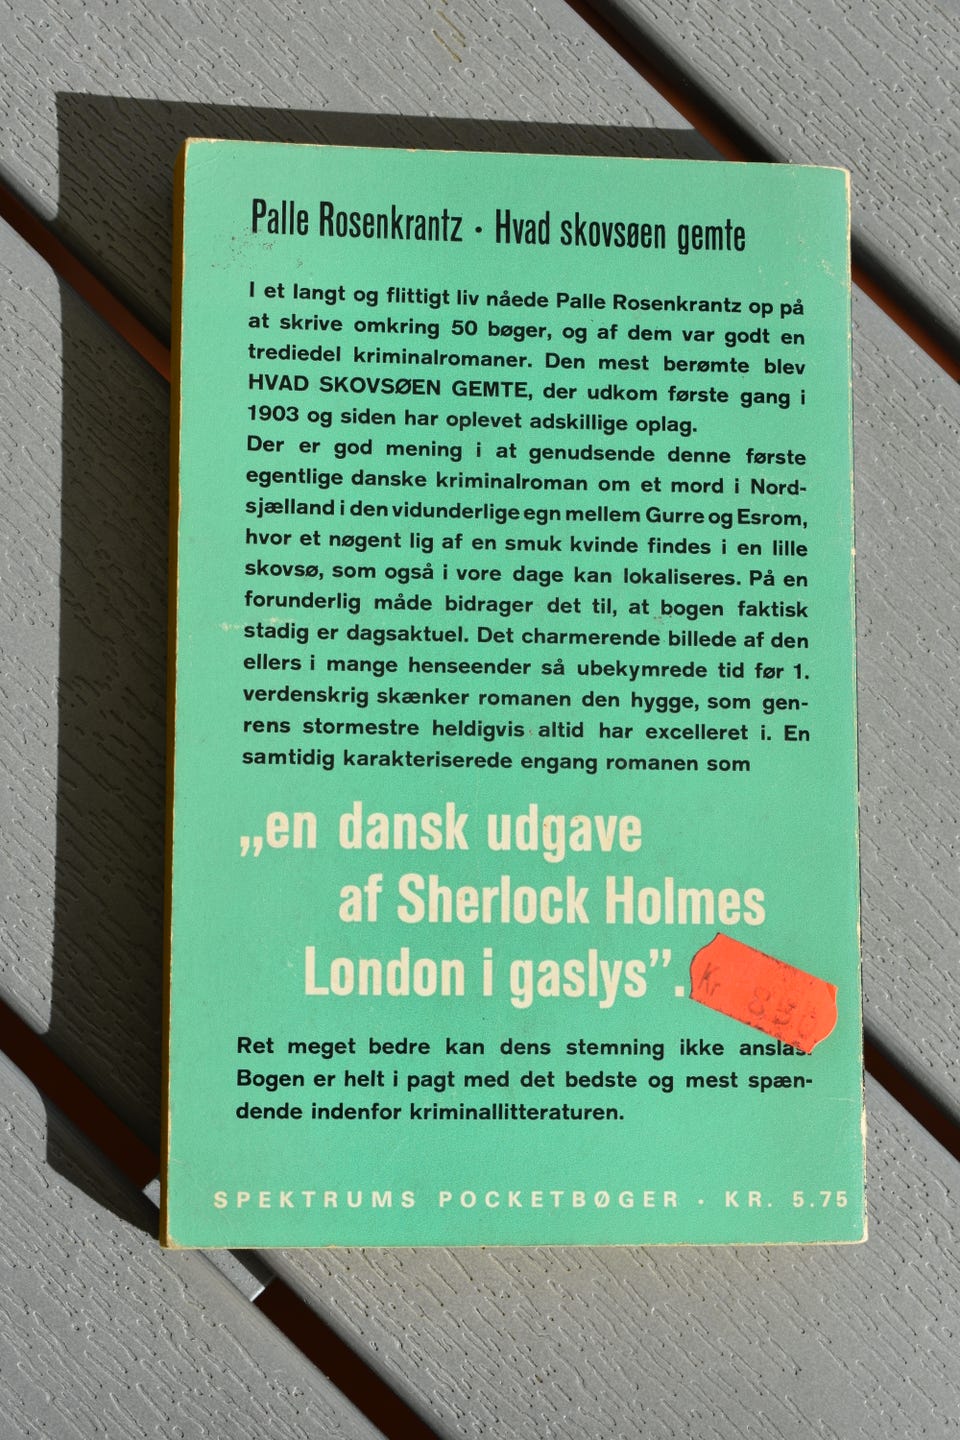 Palle Rosenkrantz · Hvad skovsøen gemte
I et langt og flittigt liv nåede Palle Rosenkrantz op på
at skrive omkring 50 bøger, og af dem var godt en
trediedel kriminalromaner. Den mest berømte blev
HVAD SKOVSØEN GEMTE, der udkom første gang i
1903 og siden har oplevet adskillige oplag.
Der er god mening i at genudsende denne første
egentlige danske kriminalroman om et mord i Nord-
sjælland i den vidunderlige egn mellem Gurre og Esrom,
hvor et nøgent lig af en smuk kvinde findes i en lille
skovsø, som også i vore dage kan lokaliseres. På en
forunderlig måde bidrager det til, at bogen faktisk
stadig er dagsaktuel. Det charmerende billede af den
ellers i mange henseender så ubekymrede tid før 1.
verdenskrig skænker romanen den hygge, som gen-
rens stormestre heldigvis altid har excelleret i. En
samtidig karakteriserede engang romanen som
„en dansk udgave
af Sherlock Holmes
London i gaslys”.
Kr 850
Ret meget bedre kan dens stemning ikke anslås.
Bogen er helt i pagt med det bedste og mest spæn-
dende indenfor kriminallitteraturen.
SPEKTRUMS POCKETBØGER · KR. 5.75